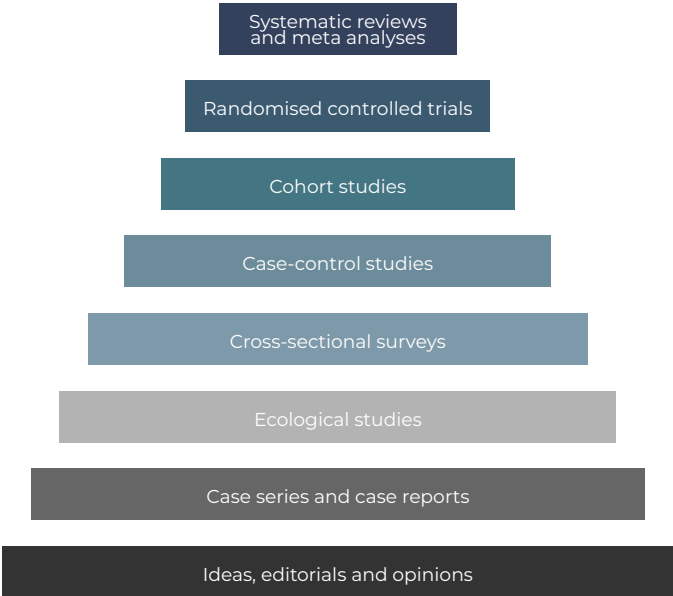 Systematic reviews
and meta analyses
Randomised controlled trials
Cohort studies
Case-control studies
Cross-sectional surveys
Ecological studies
Case series and case reports
Ideas, editorials and opinions